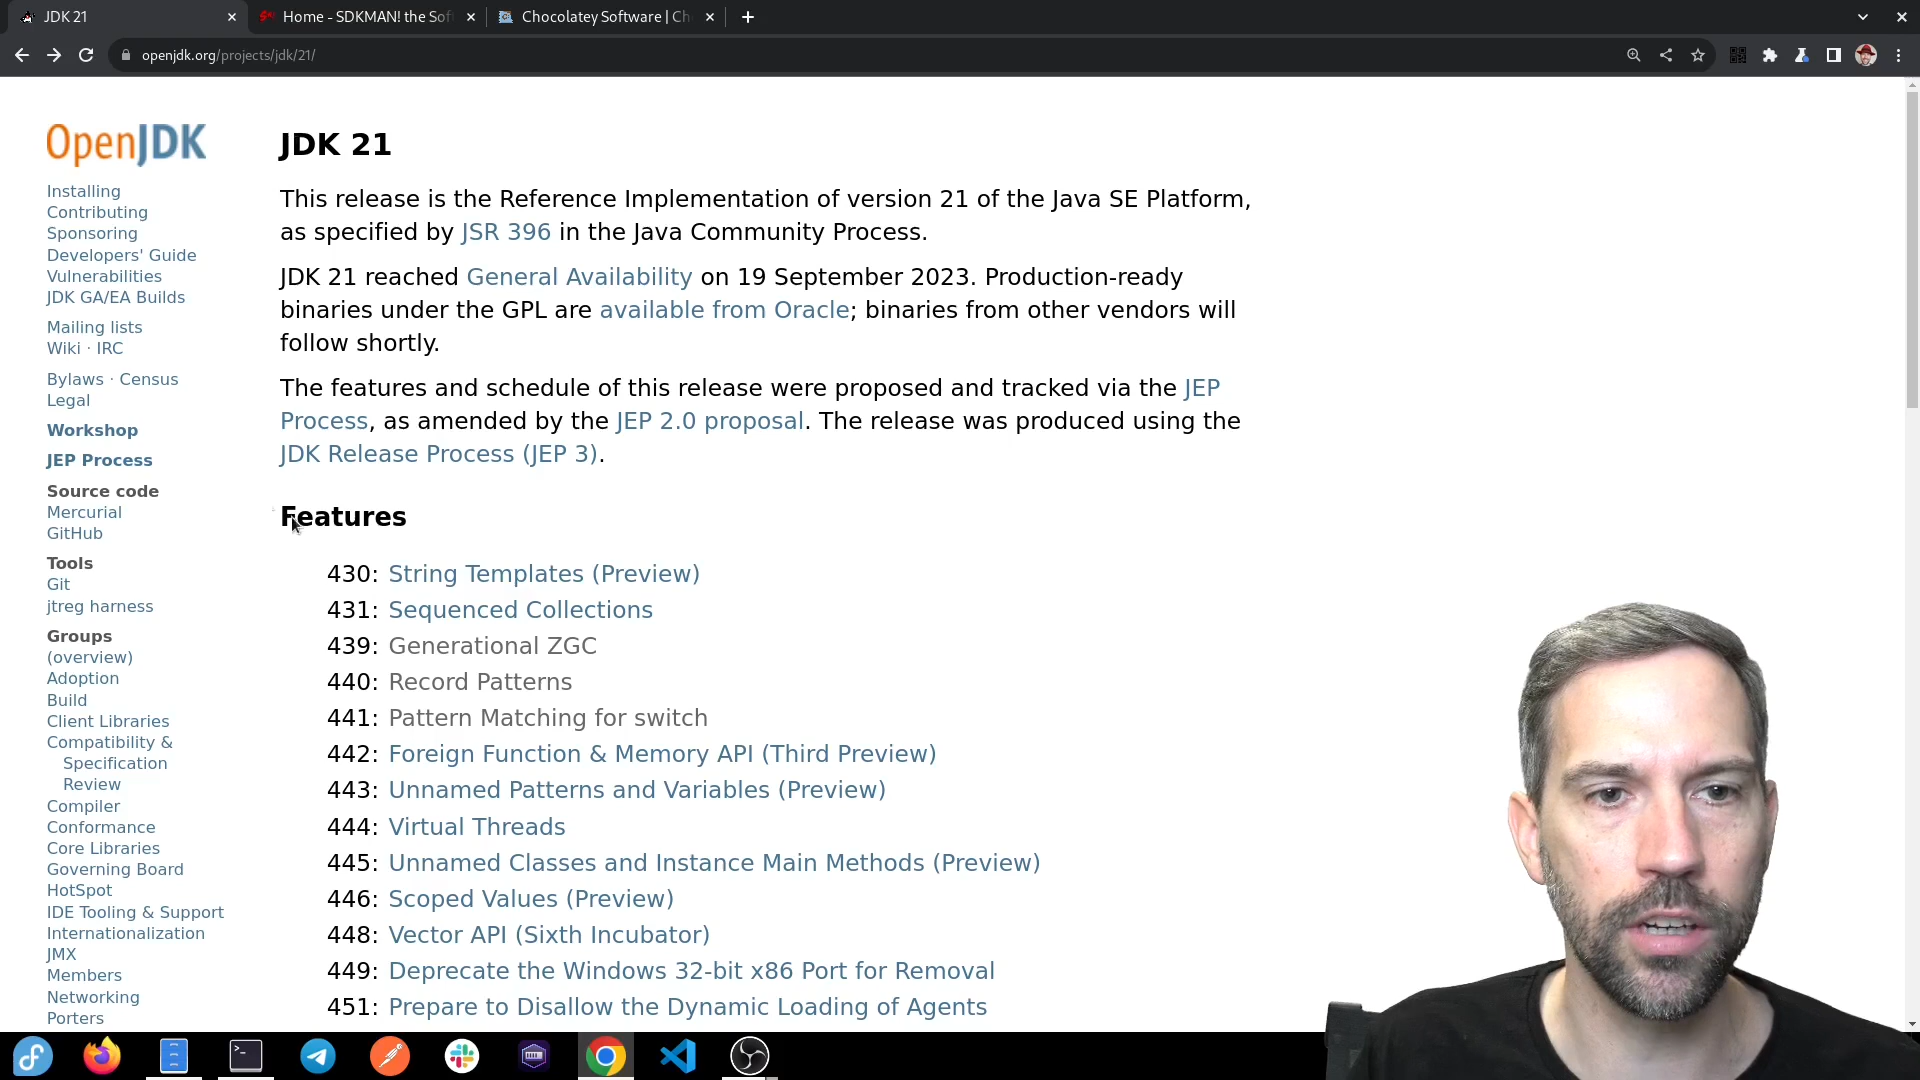 JDK 21
Home - SDKMAN! the Sof
Chocolatey Software | Ch
openjdk.org/projects/jdk/21/
OpenJDK
Installing
Contributing
Sponsoring
Developers' Guide
Vulnerabilities
JDK GA/EA Builds
Mailing lists
Wiki · IRC
Bylaws · Census
Legal
Workshop
JEP Process
Source code
Mercurial
GitHub
Tools
Git
jtreg harness
Groups
(overview)
Adoption
Build
Client Libraries
Compatibility &
Specification
Review
Compiler
Conformance
Core Libraries
Governing Board
HotSpot
IDE Tooling & Support
Internationalization
JMX
Members
Networking
Porters
JDK 21
This release is the Reference Implementation of version 21 of the Java SE Platform,
as specified by JSR 396 in the Java Community Process.
JDK 21 reached General Availability on 19 September 2023. Production-ready
binaries under the GPL are available from Oracle; binaries from other vendors will
follow shortly.
The features and schedule of this release were proposed and tracked via the JEP
Process, as amended by the JEP 2.0 proposal. The release was produced using the
JDK Release Process (JEP 3).
Features
430: String Templates (Preview)
431: Sequenced Collections
439: Generational ZGC
440: Record Patterns
441: Pattern Matching for switch
442: Foreign Function & Memory API (Third Preview)
443: Unnamed Patterns and Variables (Preview)
444: Virtual Threads
445: Unnamed Classes and Instance Main Methods (Preview)
446: Scoped Values (Preview)
448: Vector API (Sixth Incubator)
449: Deprecate the Windows 32-bit x86 Port for Removal
451: Prepare to Disallow the Dynamic Loading of Agents